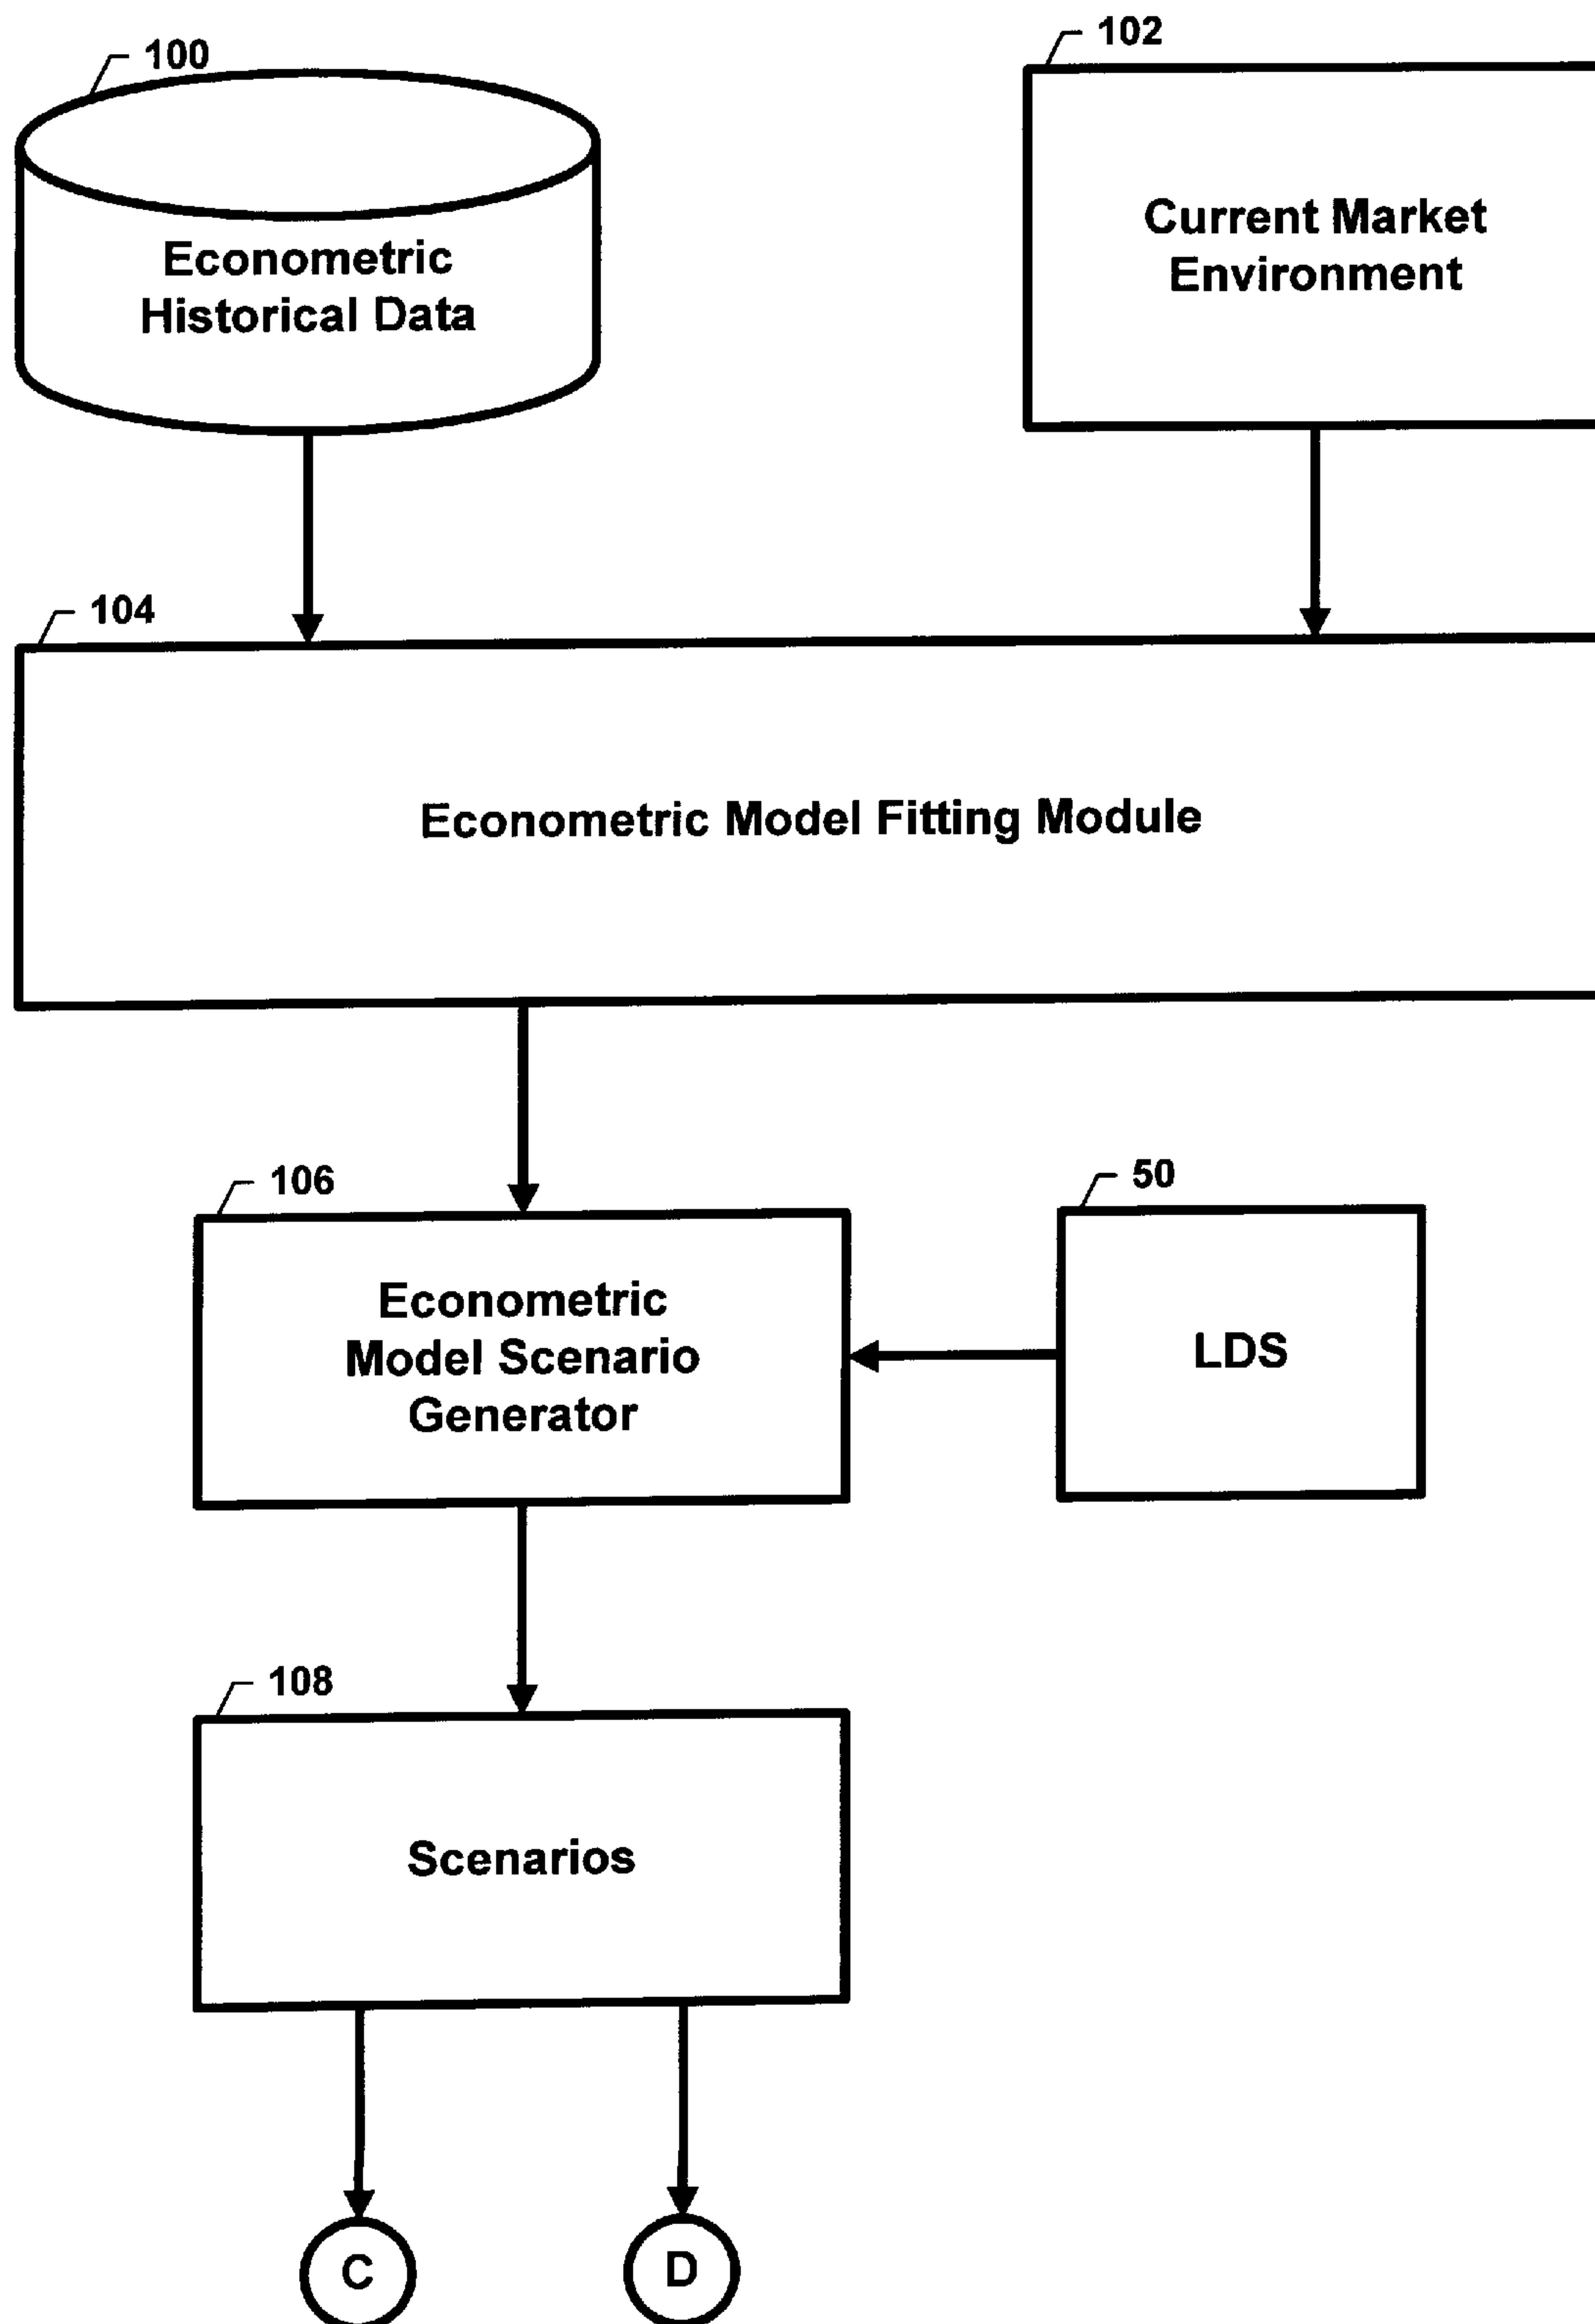 100
102
Econometric
Historical Data
Current Market
Environment
104
Econometric Model Fitting Module
106
50
Econometric
Model Scenario
Generator
LDS
108
Scenarios
C
D